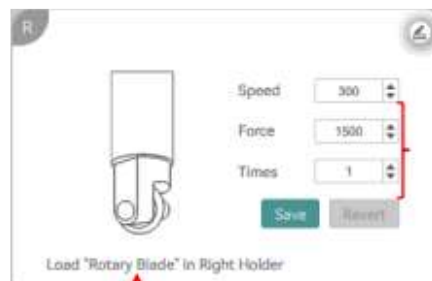 R
Speed 300
Force 1500
Times 1
Save Revert
Load "Rotary Blade" in Right Holder